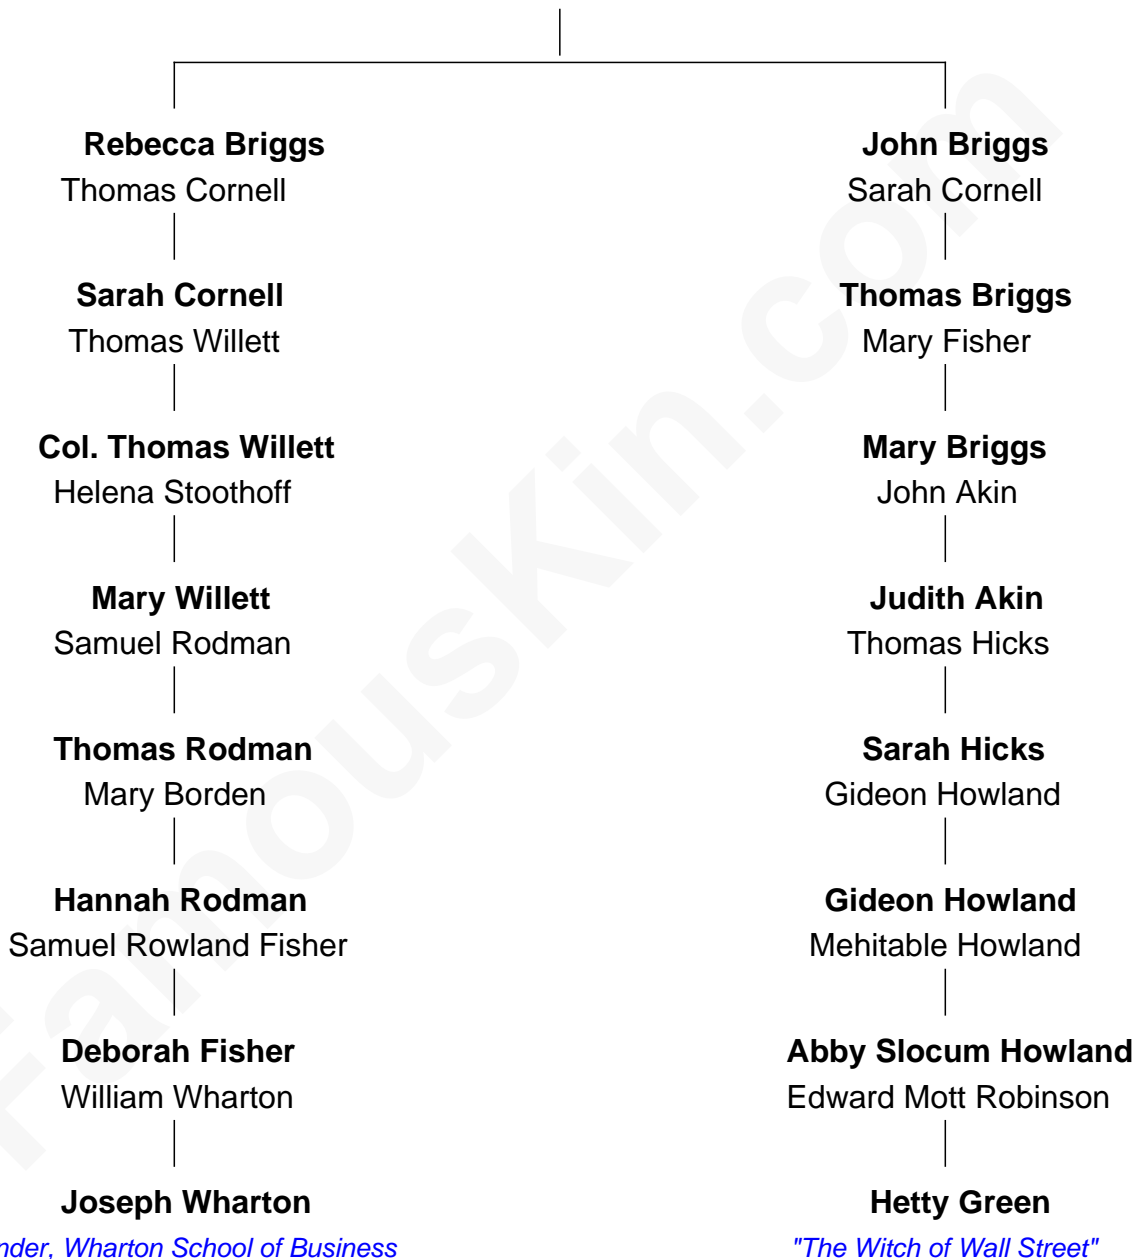 Rebecca Briggs
Thomas Cornell
John Briggs
Sarah Cornell
Sarah Cornell
Thomas Willett
Thomas Briggs
Mary Fisher
Col. Thomas Willett
Helena Stoothoff
Mary Briggs
John Akin
Mary Willett
Samuel Rodman
Judith Akin
Thomas Hicks
Thomas Rodman
Mary Borden
Sarah Hicks
Gideon Howland
Hannah Rodman
Samuel Rowland Fisher
Gideon Howland
Mehitable Howland
Deborah Fisher
William Wharton
Abby Slocum Howland
Edward Mott Robinson
Joseph Wharton
nder, Wharton School of Business
Hetty Green
"The Witch of Wall Street"
FamousKin.com